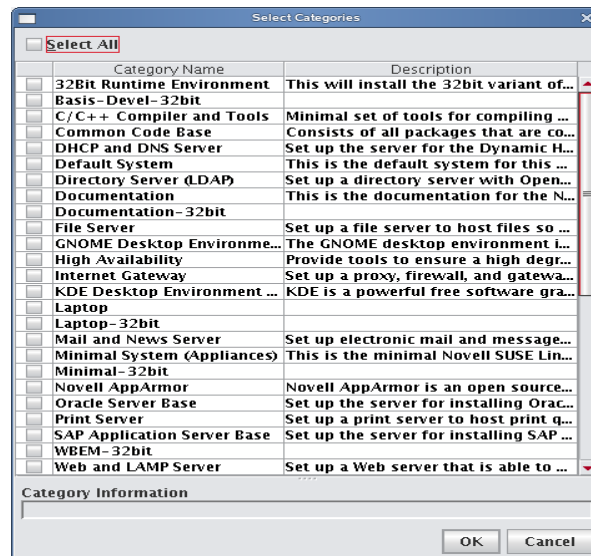 Select Categories
Select All
Category Name Description
32Bit Runtime Environment This will install the 32bit variant of...
Basis-Devel-32bit
C/C++ Compiler and Tools Minimal set of tools for compiling ...
Common Code Base Consists of all packages that are co...
DHCP and DNS Server Set up the server for the Dynamic H...
Default System This is the default system for this ...
Directory Server (LDAP) Set up a directory server with Open...
Documentation This is the documentation for the N...
Documentation-32bit
File Server Set up a file server to host files so ...
GNOME Desktop Environme... The GNOME desktop environment i...
High Availability Provide tools to ensure a high degr...
Internet Gateway Set up a proxy, firewall, and gatewa...
KDE Desktop Environment ... KDE is a powerful free software gra...
Laptop
Laptop-32bit
Mail and News Server Set up electronic mail and message...
Minimal System (Appliances) This is the minimal Novell SUSE Lin...
Minimal-32bit
Novell AppArmor Novell AppArmor is an open source...
Oracle Server Base Set up the server for installing Orac...
Print Server Set up a print server to host print q...
SAP Application Server Base Set up the server for installing SAP ...
WBEM-32bit
Web and LAMP Server Set up a Web server that is able to ...
Category Information
OK Cancel